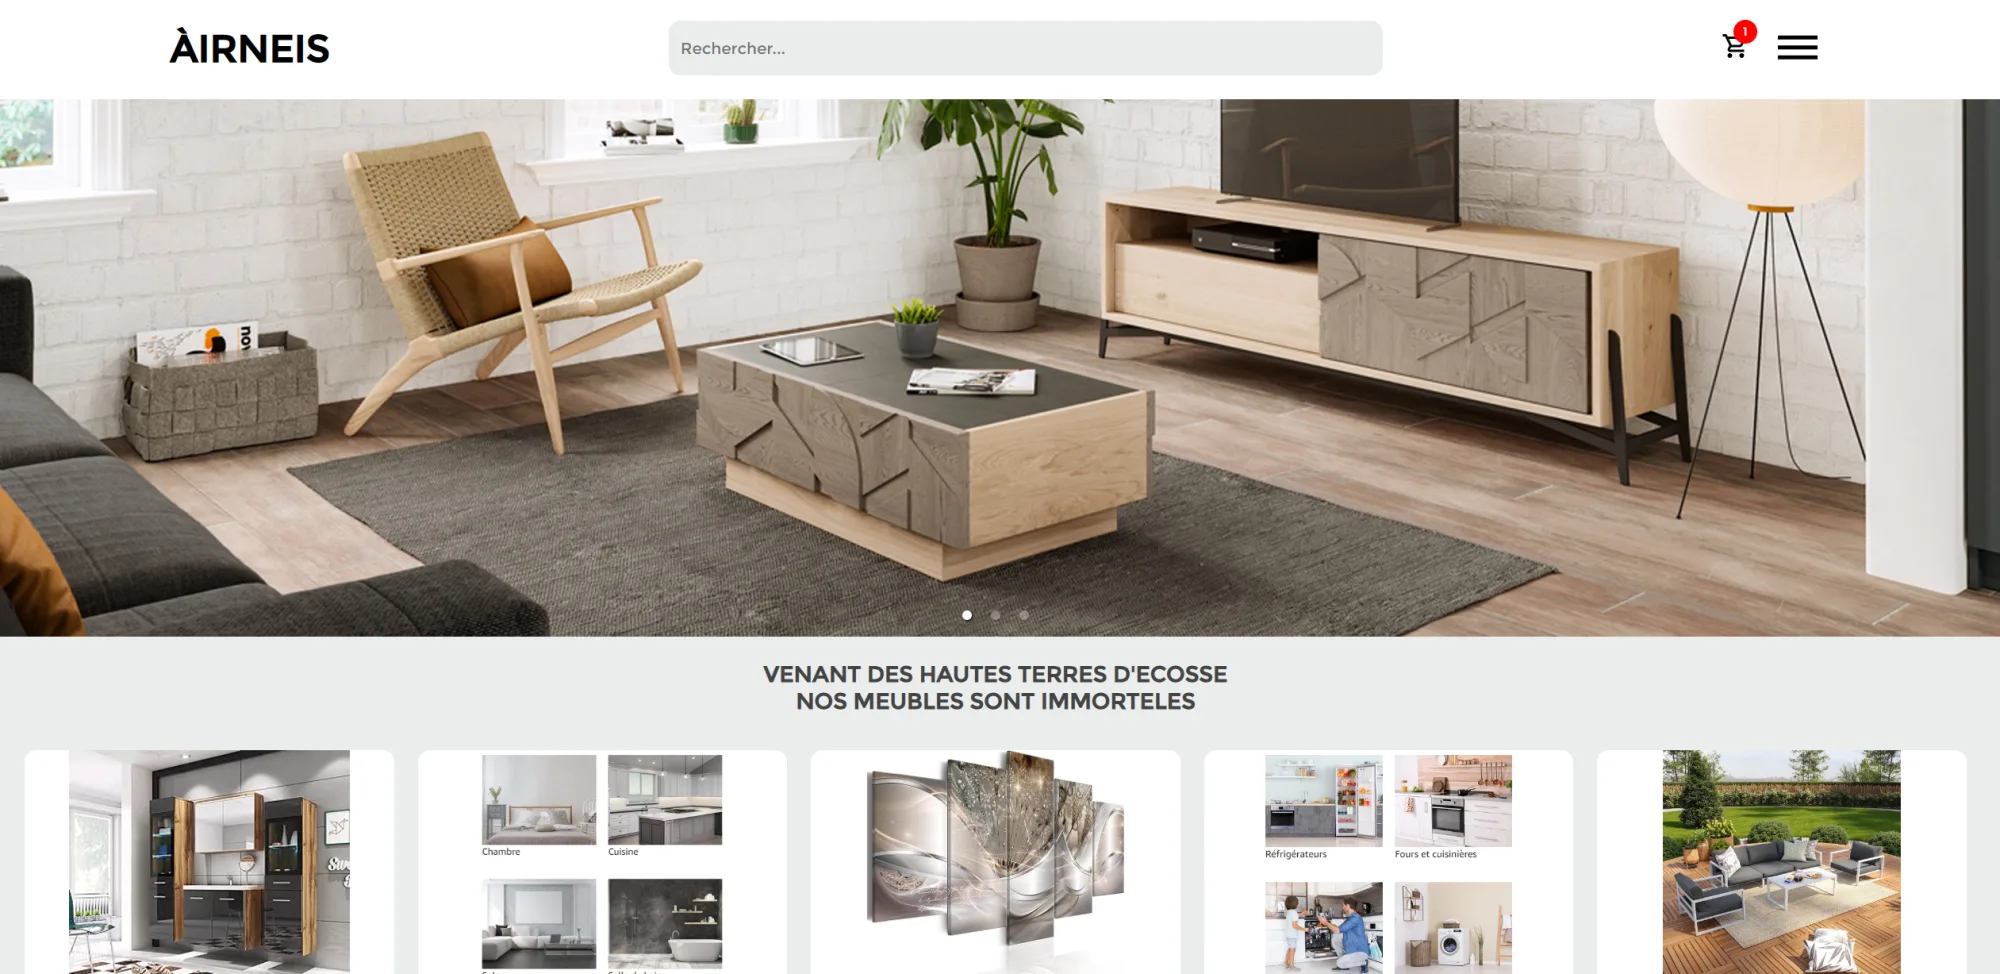 ÀIRNEIS
Rechercher...
1
VENANT DES HAUTES TERRES D'ECOSSE
NOS MEUBLES SONT IMMORTELES
Chambre
Cuisine
Réfrigérateurs
Fours et cuisinières